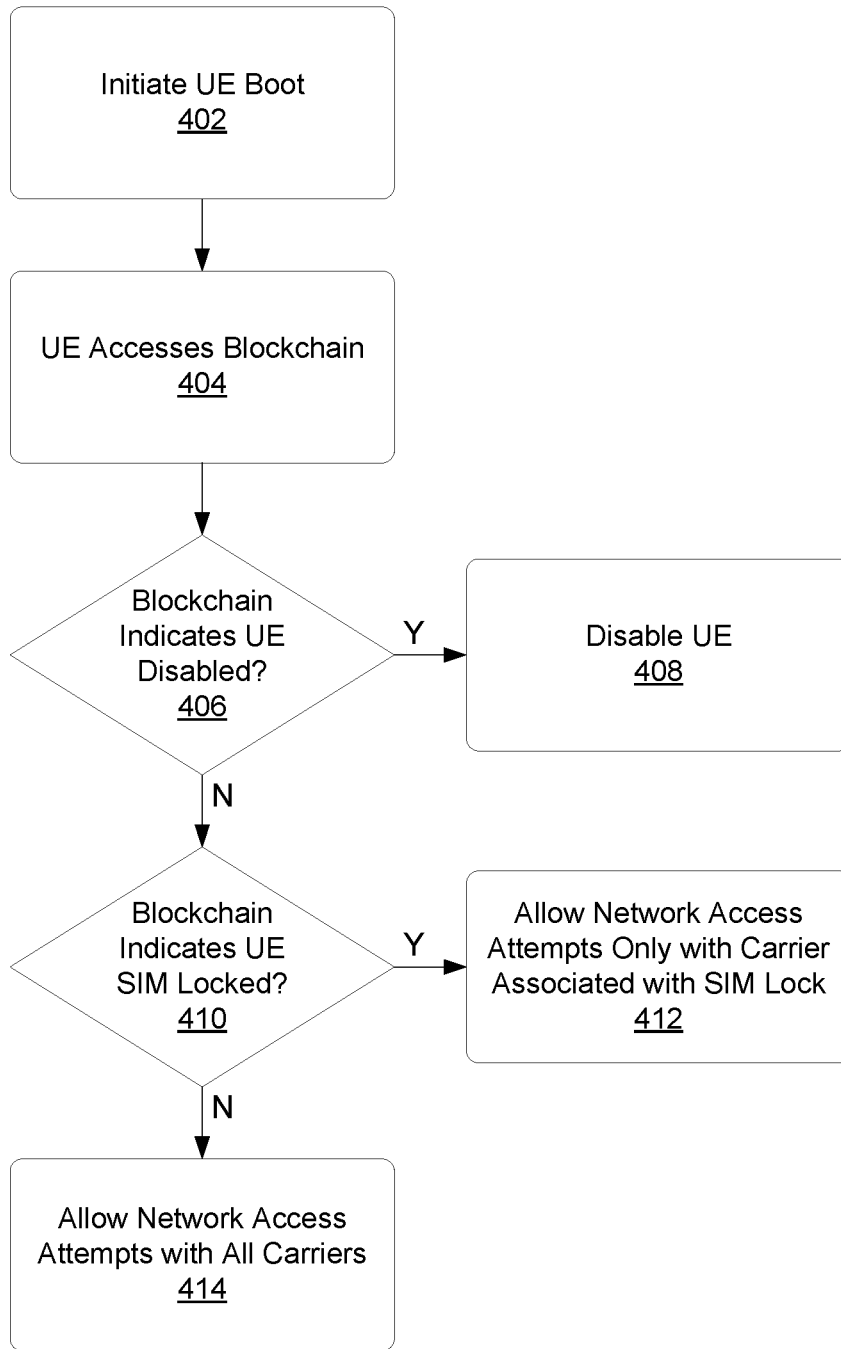 Initiate UE Boot
402
UE Accesses Blockchain
404
Blockchain
Indicates UE
Disabled?
406
Y
Disable UE
408
N
Blockchain
Indicates UE
SIM Locked?
410
Y
Allow Network Access
Attempts Only with Carrier
Associated with SIM Lock
412
N
Allow Network Access
Attempts with All Carriers
414